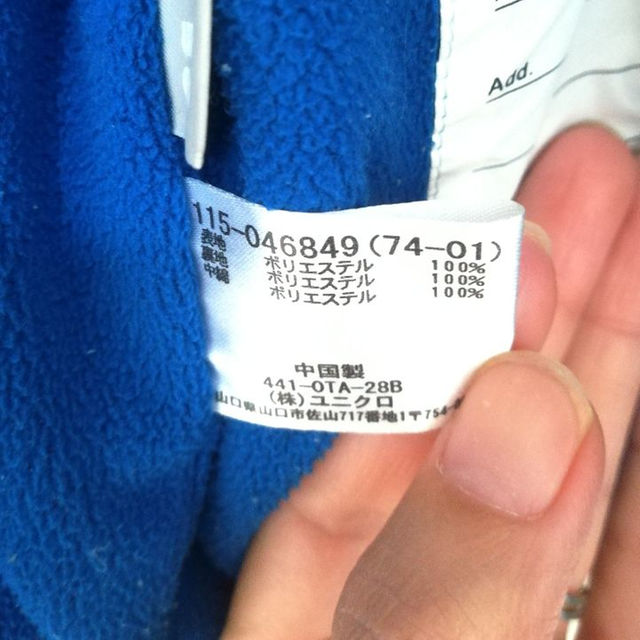 Add.
115-046849(74-01)
表地 ポリエステル 100%
裏地 ポリエステル 100%
中綿 ポリエステル 100%
中国製
441-OTA-28B
(株)ユニクロ
山口県山口市佐山717番地1〒754-